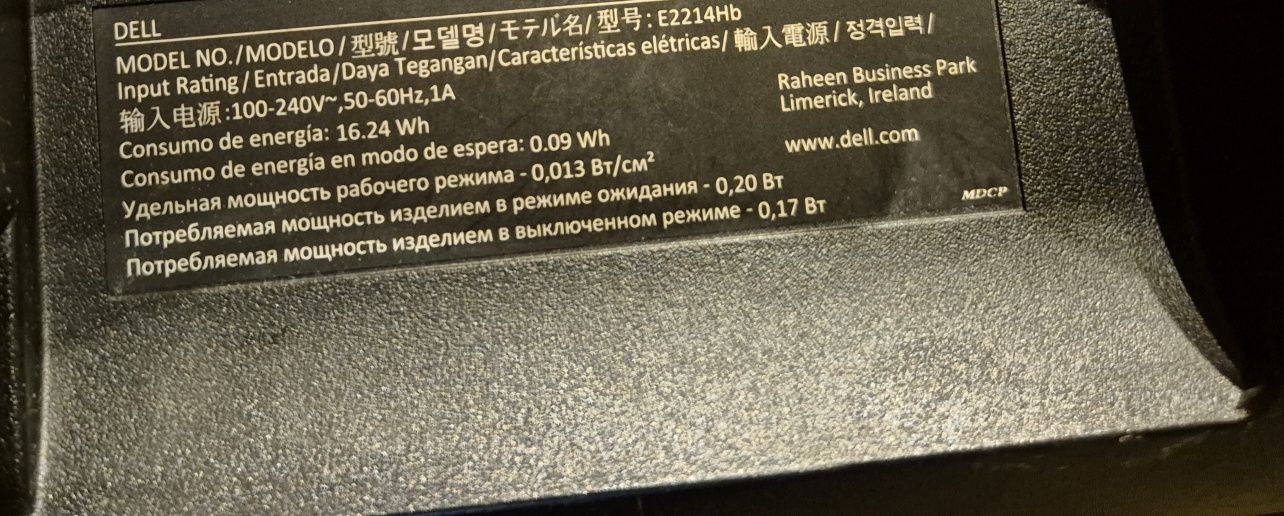 DELL
MODEL NO./MODELO/型號/모델명/モテル名/型号: E2214Hb
Input Rating/Entrada/Daya Tegangan/Características elétricas/輸入電源/정격입력/
输入电源:100-240V~,50-60Hz,1A
Consumo de energía: 16.24 Wh
Consumo de energía en modo de espera: 0.09 Wh
Удельная мощность рабочего режима - 0,013 Вт/см²
Потребляемая мощность изделием в режиме ожидания - 0,20 Вт
Потребляемая мощность изделием в выключенном режиме - 0,17 Вт
Raheen Business Park
Limerick, Ireland
www.dell.com
MDCP